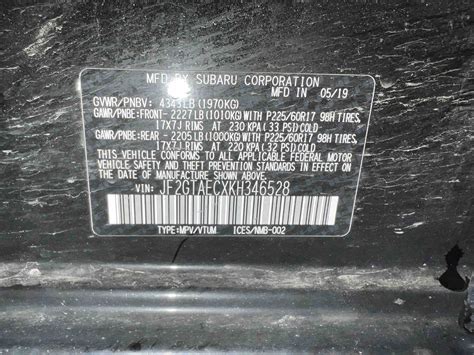 MFD BY SUBARU CORPORATION
05/19
GVWR/PNBV: 4343LB (1970KG)
GAWR/PNBE: FRONT- 2227LB (1010KG) WITH P225/60R17 98H TIRES
17X7J RIMS AT 230 KPA (33 PSI) COLD
GAWR/PNBE: REAR - 2205LB (1000KG) WITH P225/60R17 98H TIRES
17X7J RIMS AT 220 KPA (32 PSI) COLD
THIS VEHICLE CONFORMS TO ALL APPLICABLE FEDERAL MOTOR
VEHICLE SAFETY AND THEFT PREVENTION STANDARDS IN EFFECT
ON THE DATE OF MANUFACTURE SHOWN ABOVE.
VIN: JF2GTAECXKH346528
TYPE: MPV/VTUM ICES/NMB-002